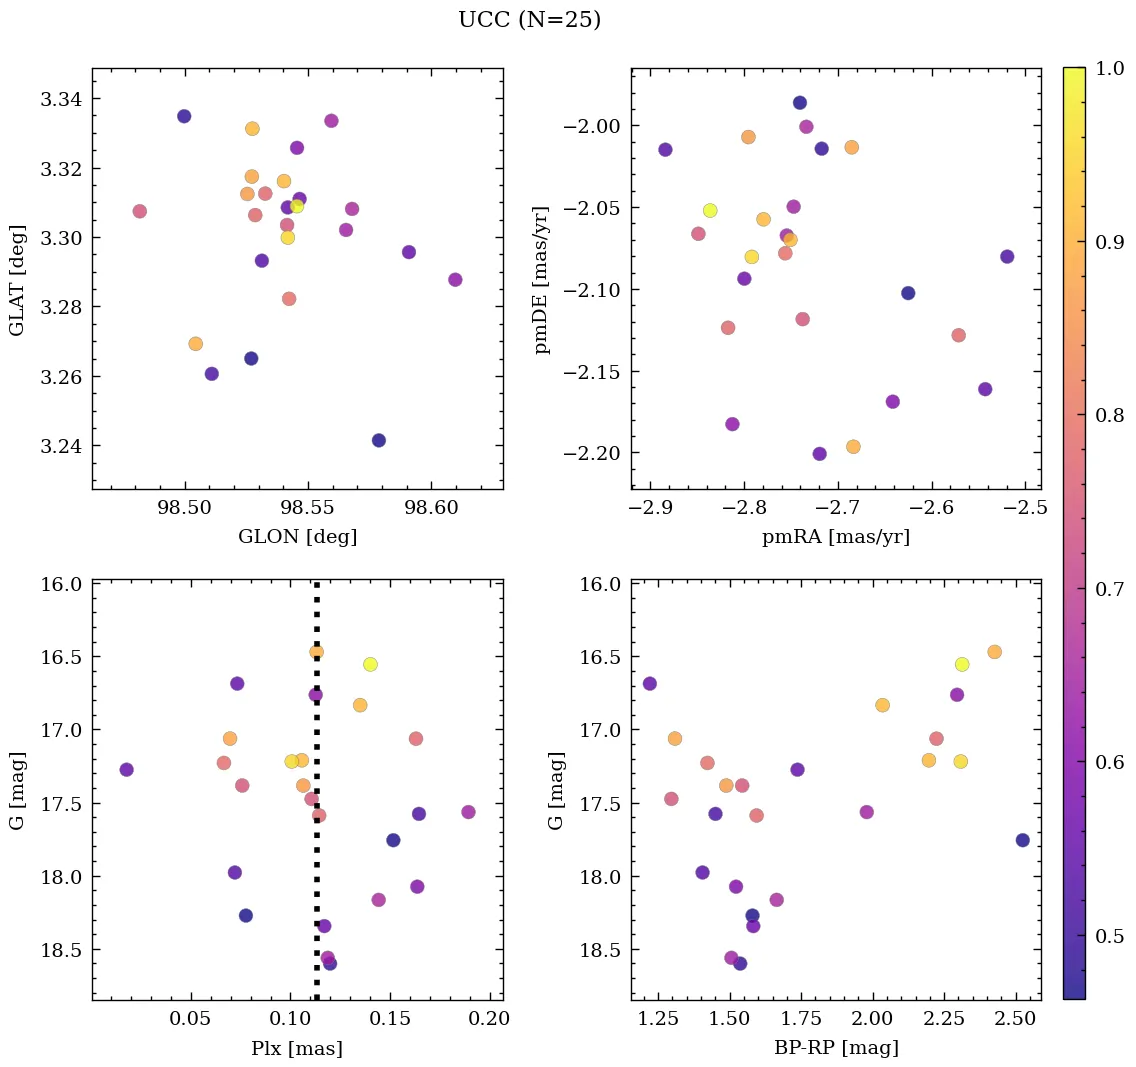 UCC (N=25)
3.34
3.32
3.30
3.28
3.26
3.24
GLAT [deg]
98.50 98.55 98.60
GLON [deg]
−2.00
−2.05
−2.10
−2.15
−2.20
pmDE [mas/yr]
−2.9 −2.8 −2.7 −2.6 −2.5
pmRA [mas/yr]
16.0
16.5
17.0
17.5
18.0
18.5
G [mag]
0.05 0.10 0.15 0.20
Plx [mas]
16.0
16.5
17.0
17.5
18.0
18.5
G [mag]
1.25 1.50 1.75 2.00 2.25 2.50
BP-RP [mag]
1.0
0.9
0.8
0.7
0.6
0.5